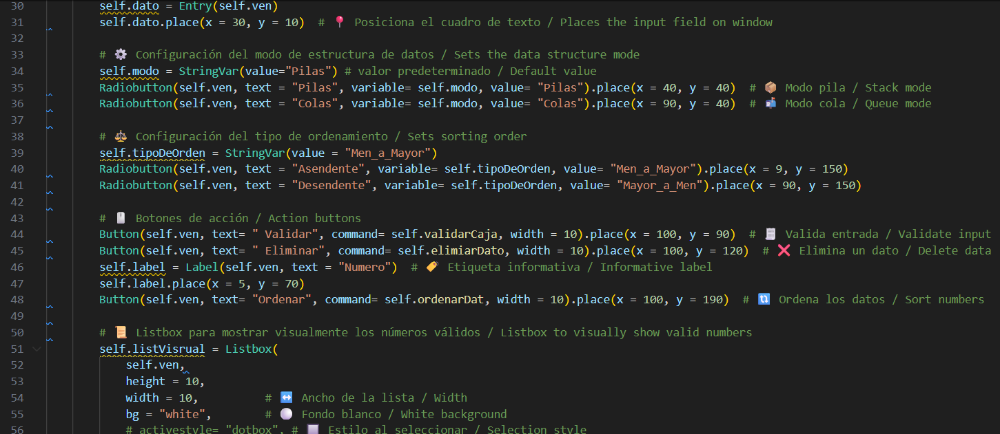 30 self.dato = Entry(self.ven)
31 self.dato.place(x = 30, y = 10)  # 📍 Posiciona el cuadro de texto / Places the input field on window
32
33 # ⚙️ Configuración del modo de estructura de datos / Sets the data structure mode
34 self.modo = StringVar(value="Pilas") # valor predeterminado / Default value
35 Radiobutton(self.ven, text = "Pilas", variable= self.modo, value= "Pilas").place(x = 40, y = 40)  # 📦 Modo pila / Stack mode
36 Radiobutton(self.ven, text = "Colas", variable= self.modo, value= "Colas").place(x = 90, y = 40)  # 📬 Modo cola / Queue mode
37
38 # ⚖️ Configuración del tipo de ordenamiento / Sets sorting order
39 self.tipoDeOrden = StringVar(value = "Men_a_Mayor")
40 Radiobutton(self.ven, text = "Asendente", variable= self.tipoDeOrden, value= "Men_a_Mayor").place(x = 9, y = 150)
41 Radiobutton(self.ven, text = "Desendente", variable= self.tipoDeOrden, value= "Mayor_a_Men").place(x = 90, y = 150)
42
43 # 🖱️ Botones de acción / Action buttons
44 Button(self.ven, text= " Validar", command= self.validarCaja, width = 10).place(x = 100, y = 90)  # 🧾 Valida entrada / Validate input
45 Button(self.ven, text= " Eliminar", command= self.elimiarDato, width = 10).place(x = 100, y = 120)  # ❌ Elimina un dato / Delete data
46 self.label = Label(self.ven, text = "Numero")  # 🏷️ Etiqueta informativa / Informative label
47 self.label.place(x = 5, y = 70)
48 Button(self.ven, text= "Ordenar", command= self.ordenarDat, width = 10).place(x = 100, y = 190)  # 🔃 Ordena los datos / Sort numbers
49
50 # 📜 Listbox para mostrar visualmente los números válidos / Listbox to visually show valid numbers
51 self.listVisrual = Listbox(
52 self.ven,
53 height = 10,
54 width = 10,          # ↔️ Ancho de la lista / Width
55 bg = "white",        # ⚪ Fondo blanco / White background
56 # activestyle= "dotbox", # 🔲 Estilo al seleccionar / Selection style